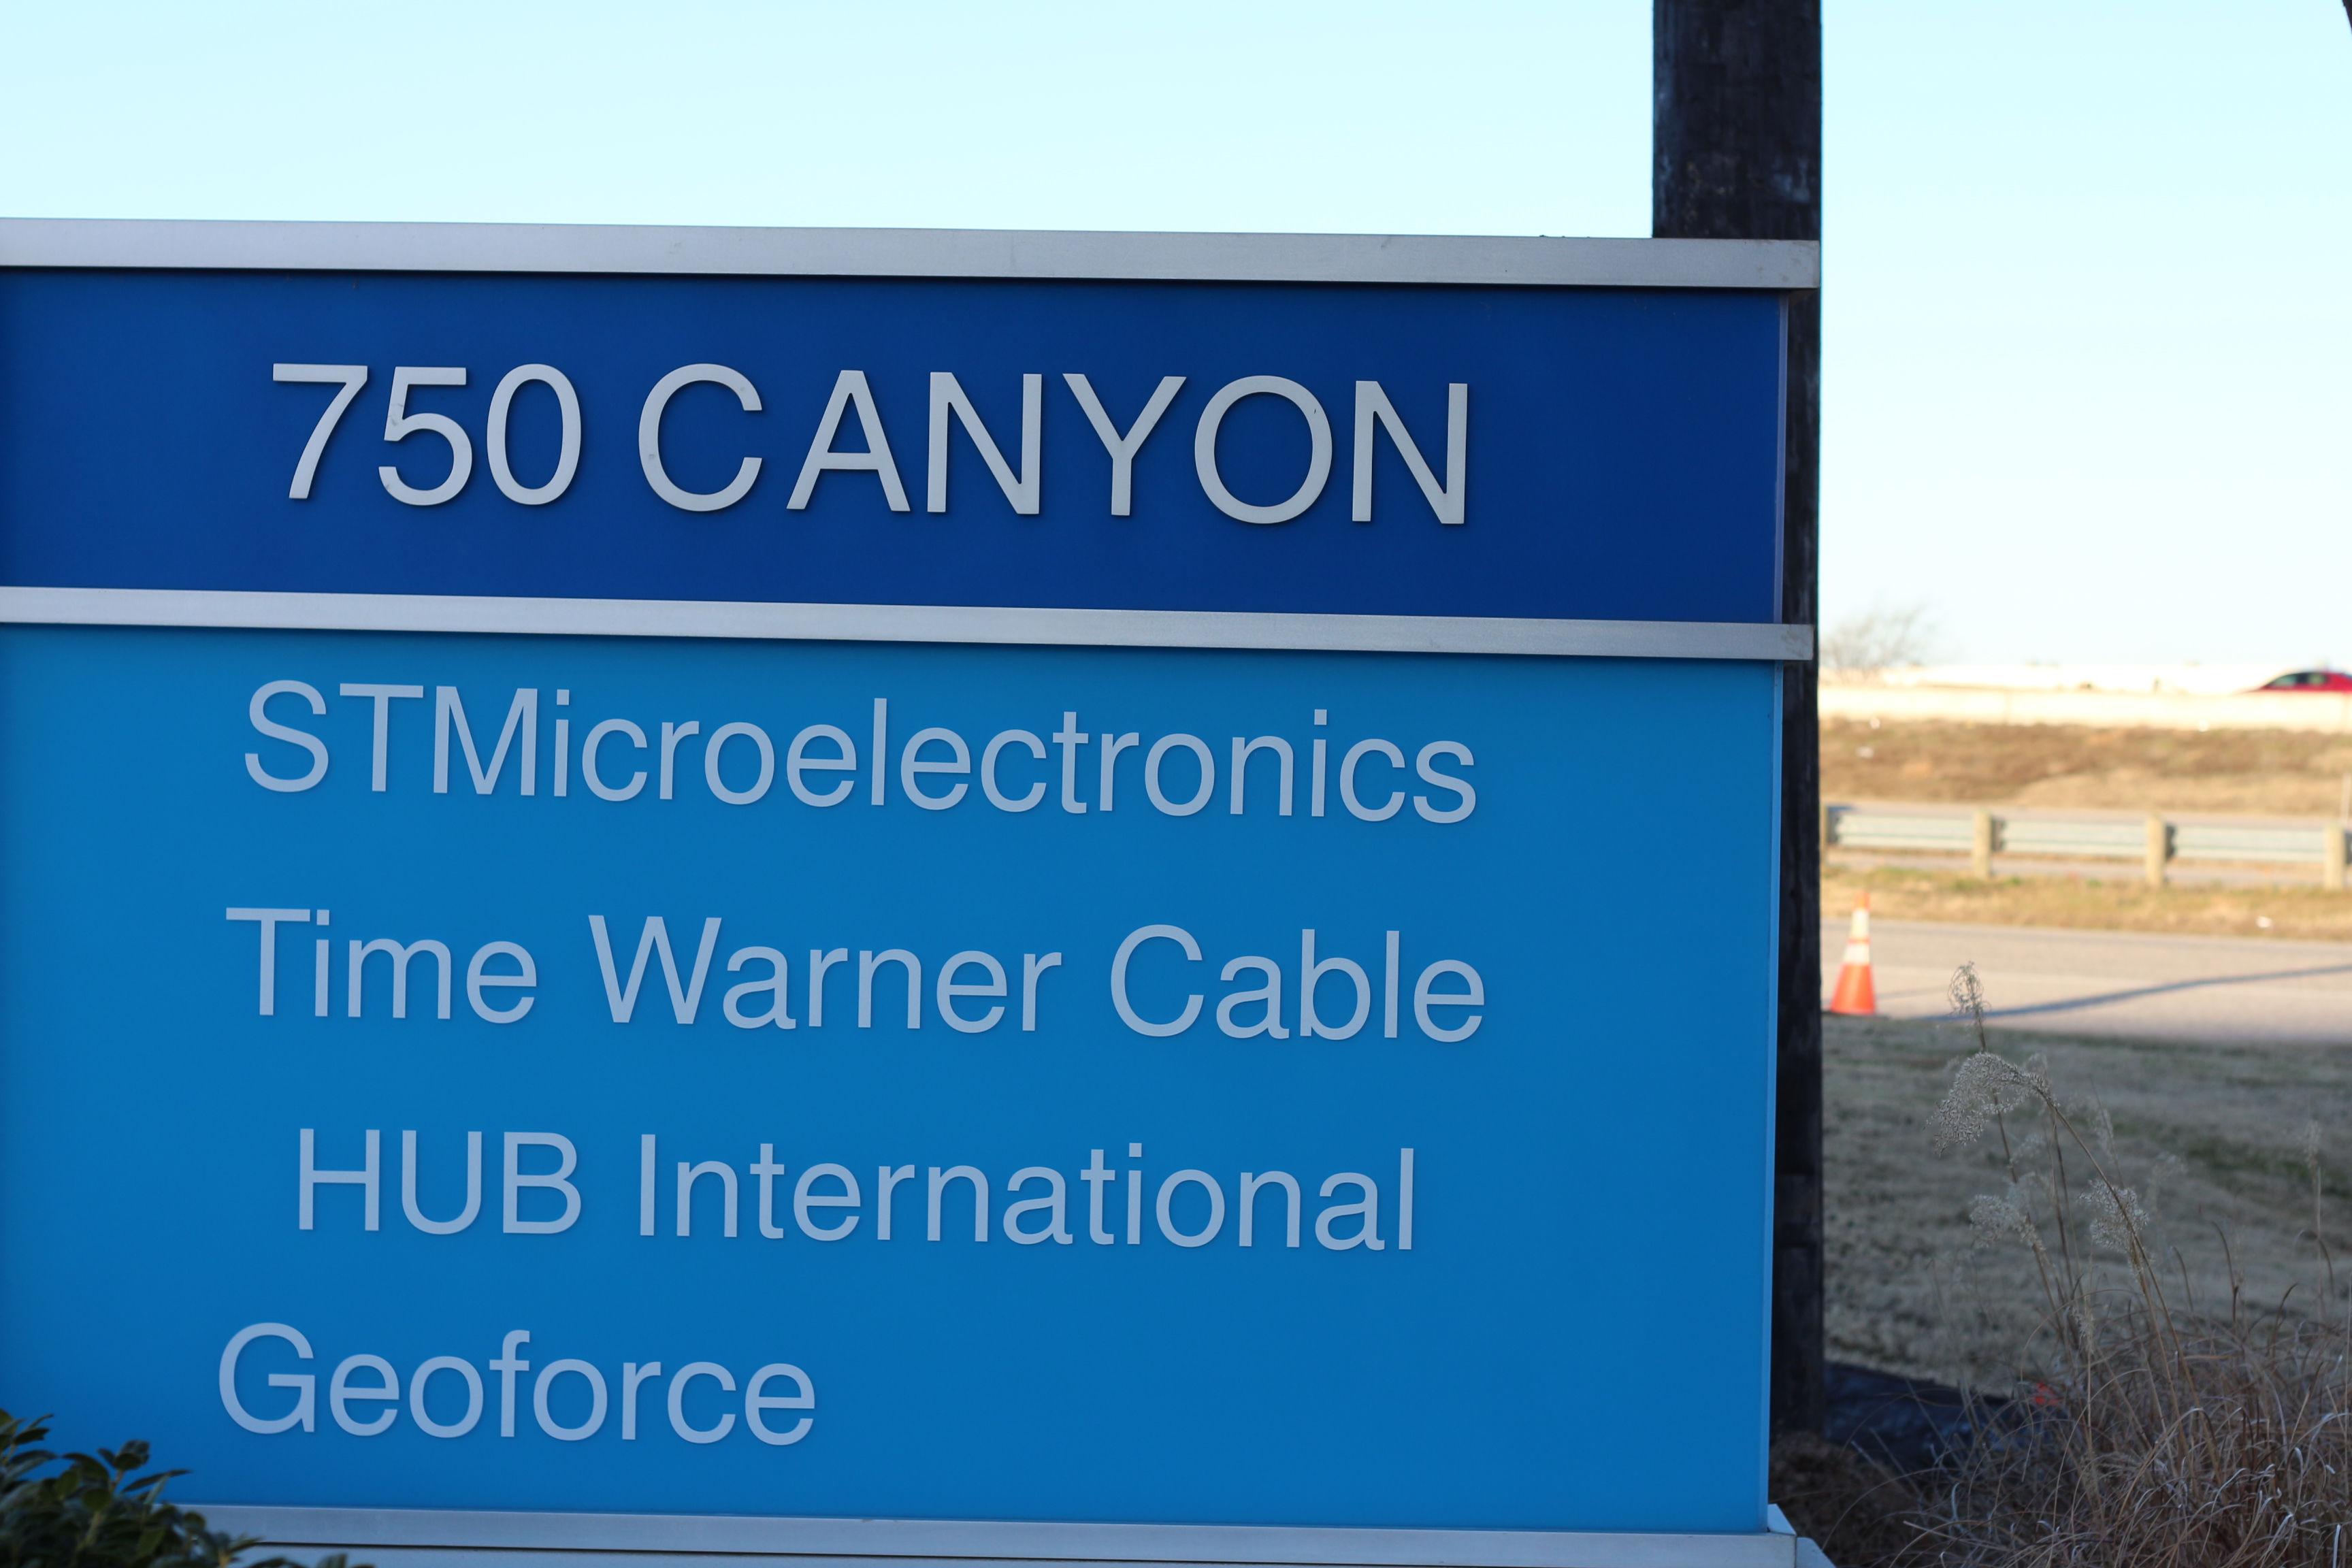 750 CANYON
STMicroelectronics
Time Warner Cable
HUB International
Geoforce